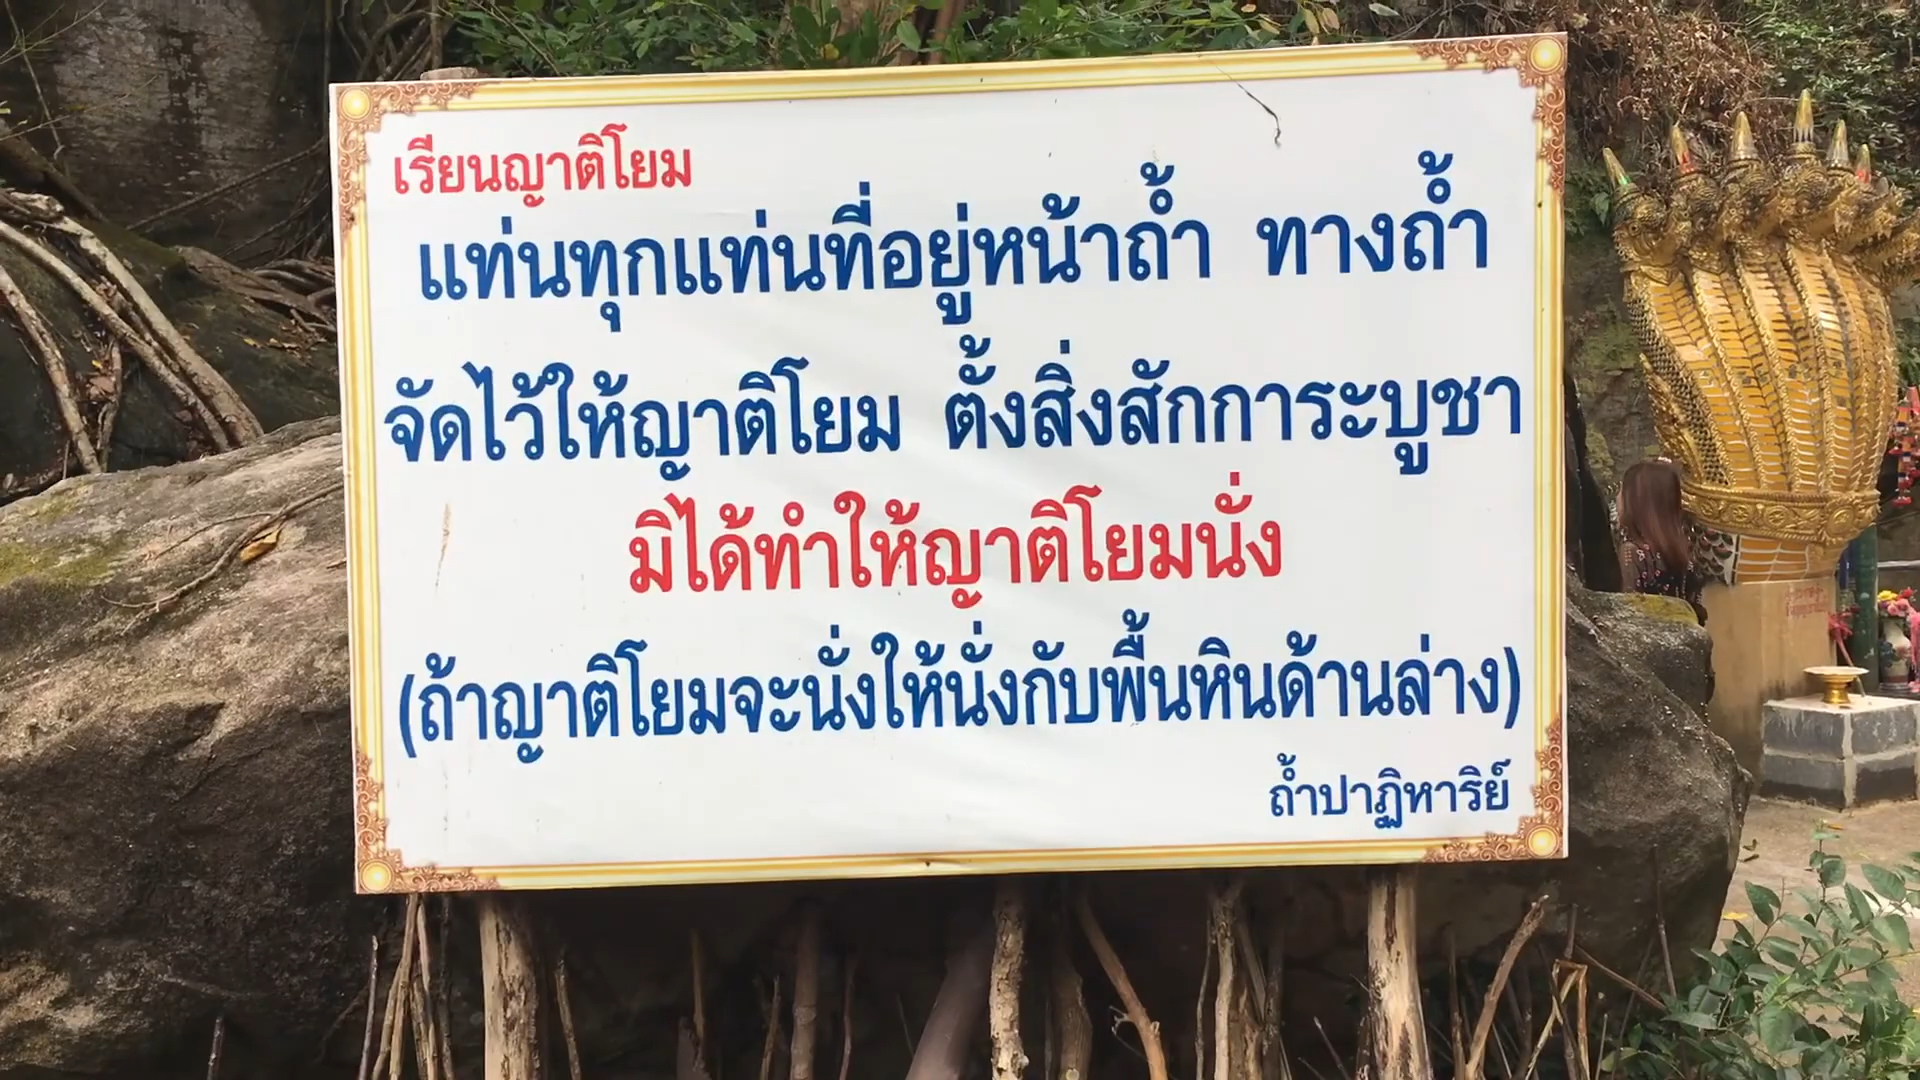 เรียนญาติโยม
แท่นทุกแท่นที่อยู่หน้าถ้ำ ทางถ้ำ
จัดไว้ให้ญาติโยม ตั้งสิ่งสักการะบูชา
มิได้ทำให้ญาติโยมนั่ง
(ถ้าญาติโยมจะนั่งให้นั่งกับพื้นหินด้านล่าง)
ถ้ำปาฏิหาริย์